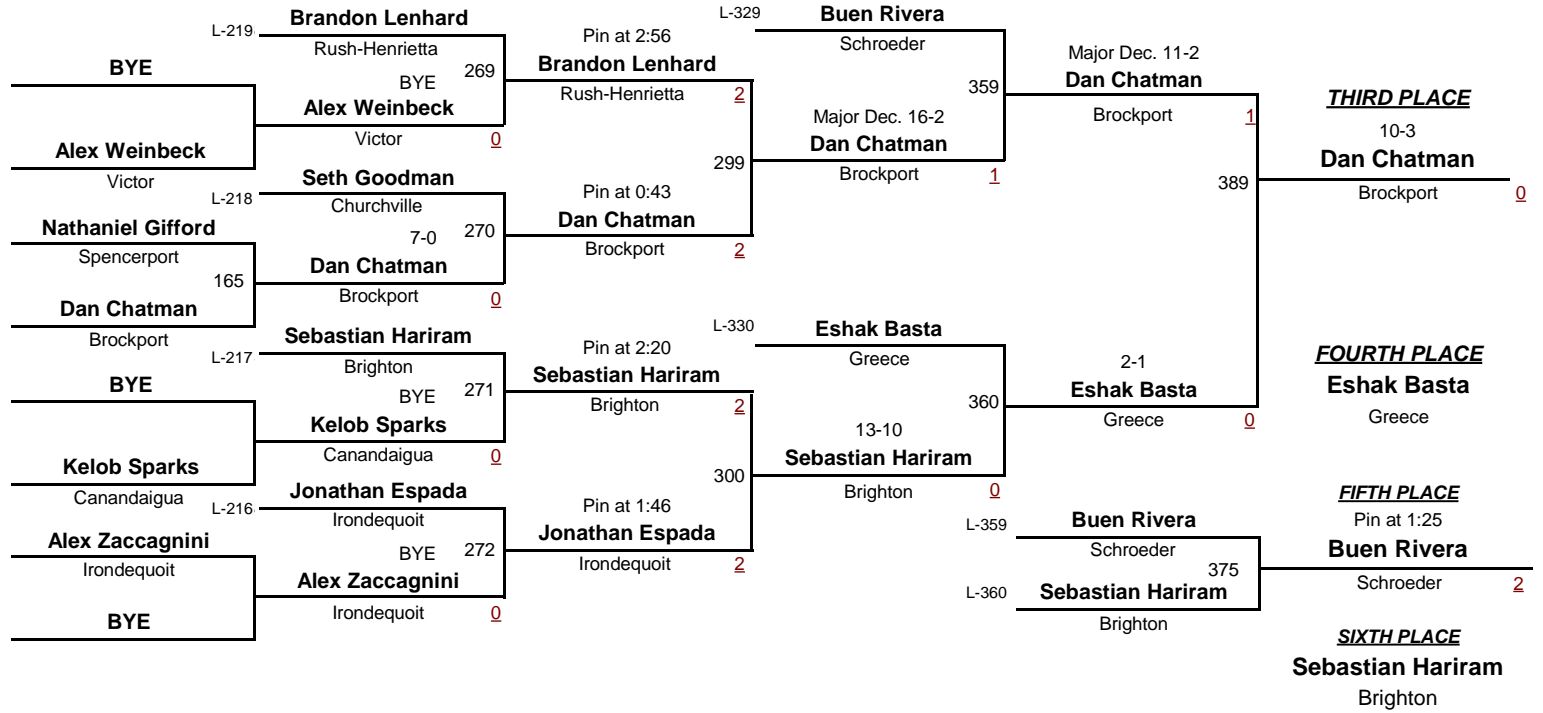 L-219
Brandon Lenhard
Rush-Henrietta
BYE
BYE
269
Alex Weinbeck
Victor
0
Alex Weinbeck
Victor
L-218
Seth Goodman
Churchville
Nathaniel Gifford
Spencerport
7-0
270
165
Dan Chatman
Brockport
0
Dan Chatman
Brockport
L-217
Sebastian Hariram
Brighton
BYE
BYE
271
Kelob Sparks
Canandaigua
0
Kelob Sparks
Canandaigua
L-216
Jonathan Espada
Irondequoit
Alex Zaccagnini
Irondequoit
BYE
272
Alex Zaccagnini
Irondequoit
0
BYE
Pin at 2:56
Brandon Lenhard
Rush-Henrietta
2
299
Pin at 0:43
Dan Chatman
Brockport
2
Pin at 2:20
Sebastian Hariram
Brighton
2
300
Pin at 1:46
Jonathan Espada
Irondequoit
2
L-329
Buen Rivera
Schroeder
359
Major Dec. 16-2
Dan Chatman
Brockport
1
L-330
Eshak Basta
Greece
360
13-10
Sebastian Hariram
Brighton
0
Major Dec. 11-2
Dan Chatman
Brockport
1
389
2-1
Eshak Basta
Greece
0
L-359
Buen Rivera
Schroeder
375
L-360
Sebastian Hariram
Brighton
THIRD PLACE
10-3
Dan Chatman
Brockport
0
FOURTH PLACE
Eshak Basta
Greece
FIFTH PLACE
Pin at 1:25
Buen Rivera
Schroeder
2
SIXTH PLACE
Sebastian Hariram
Brighton